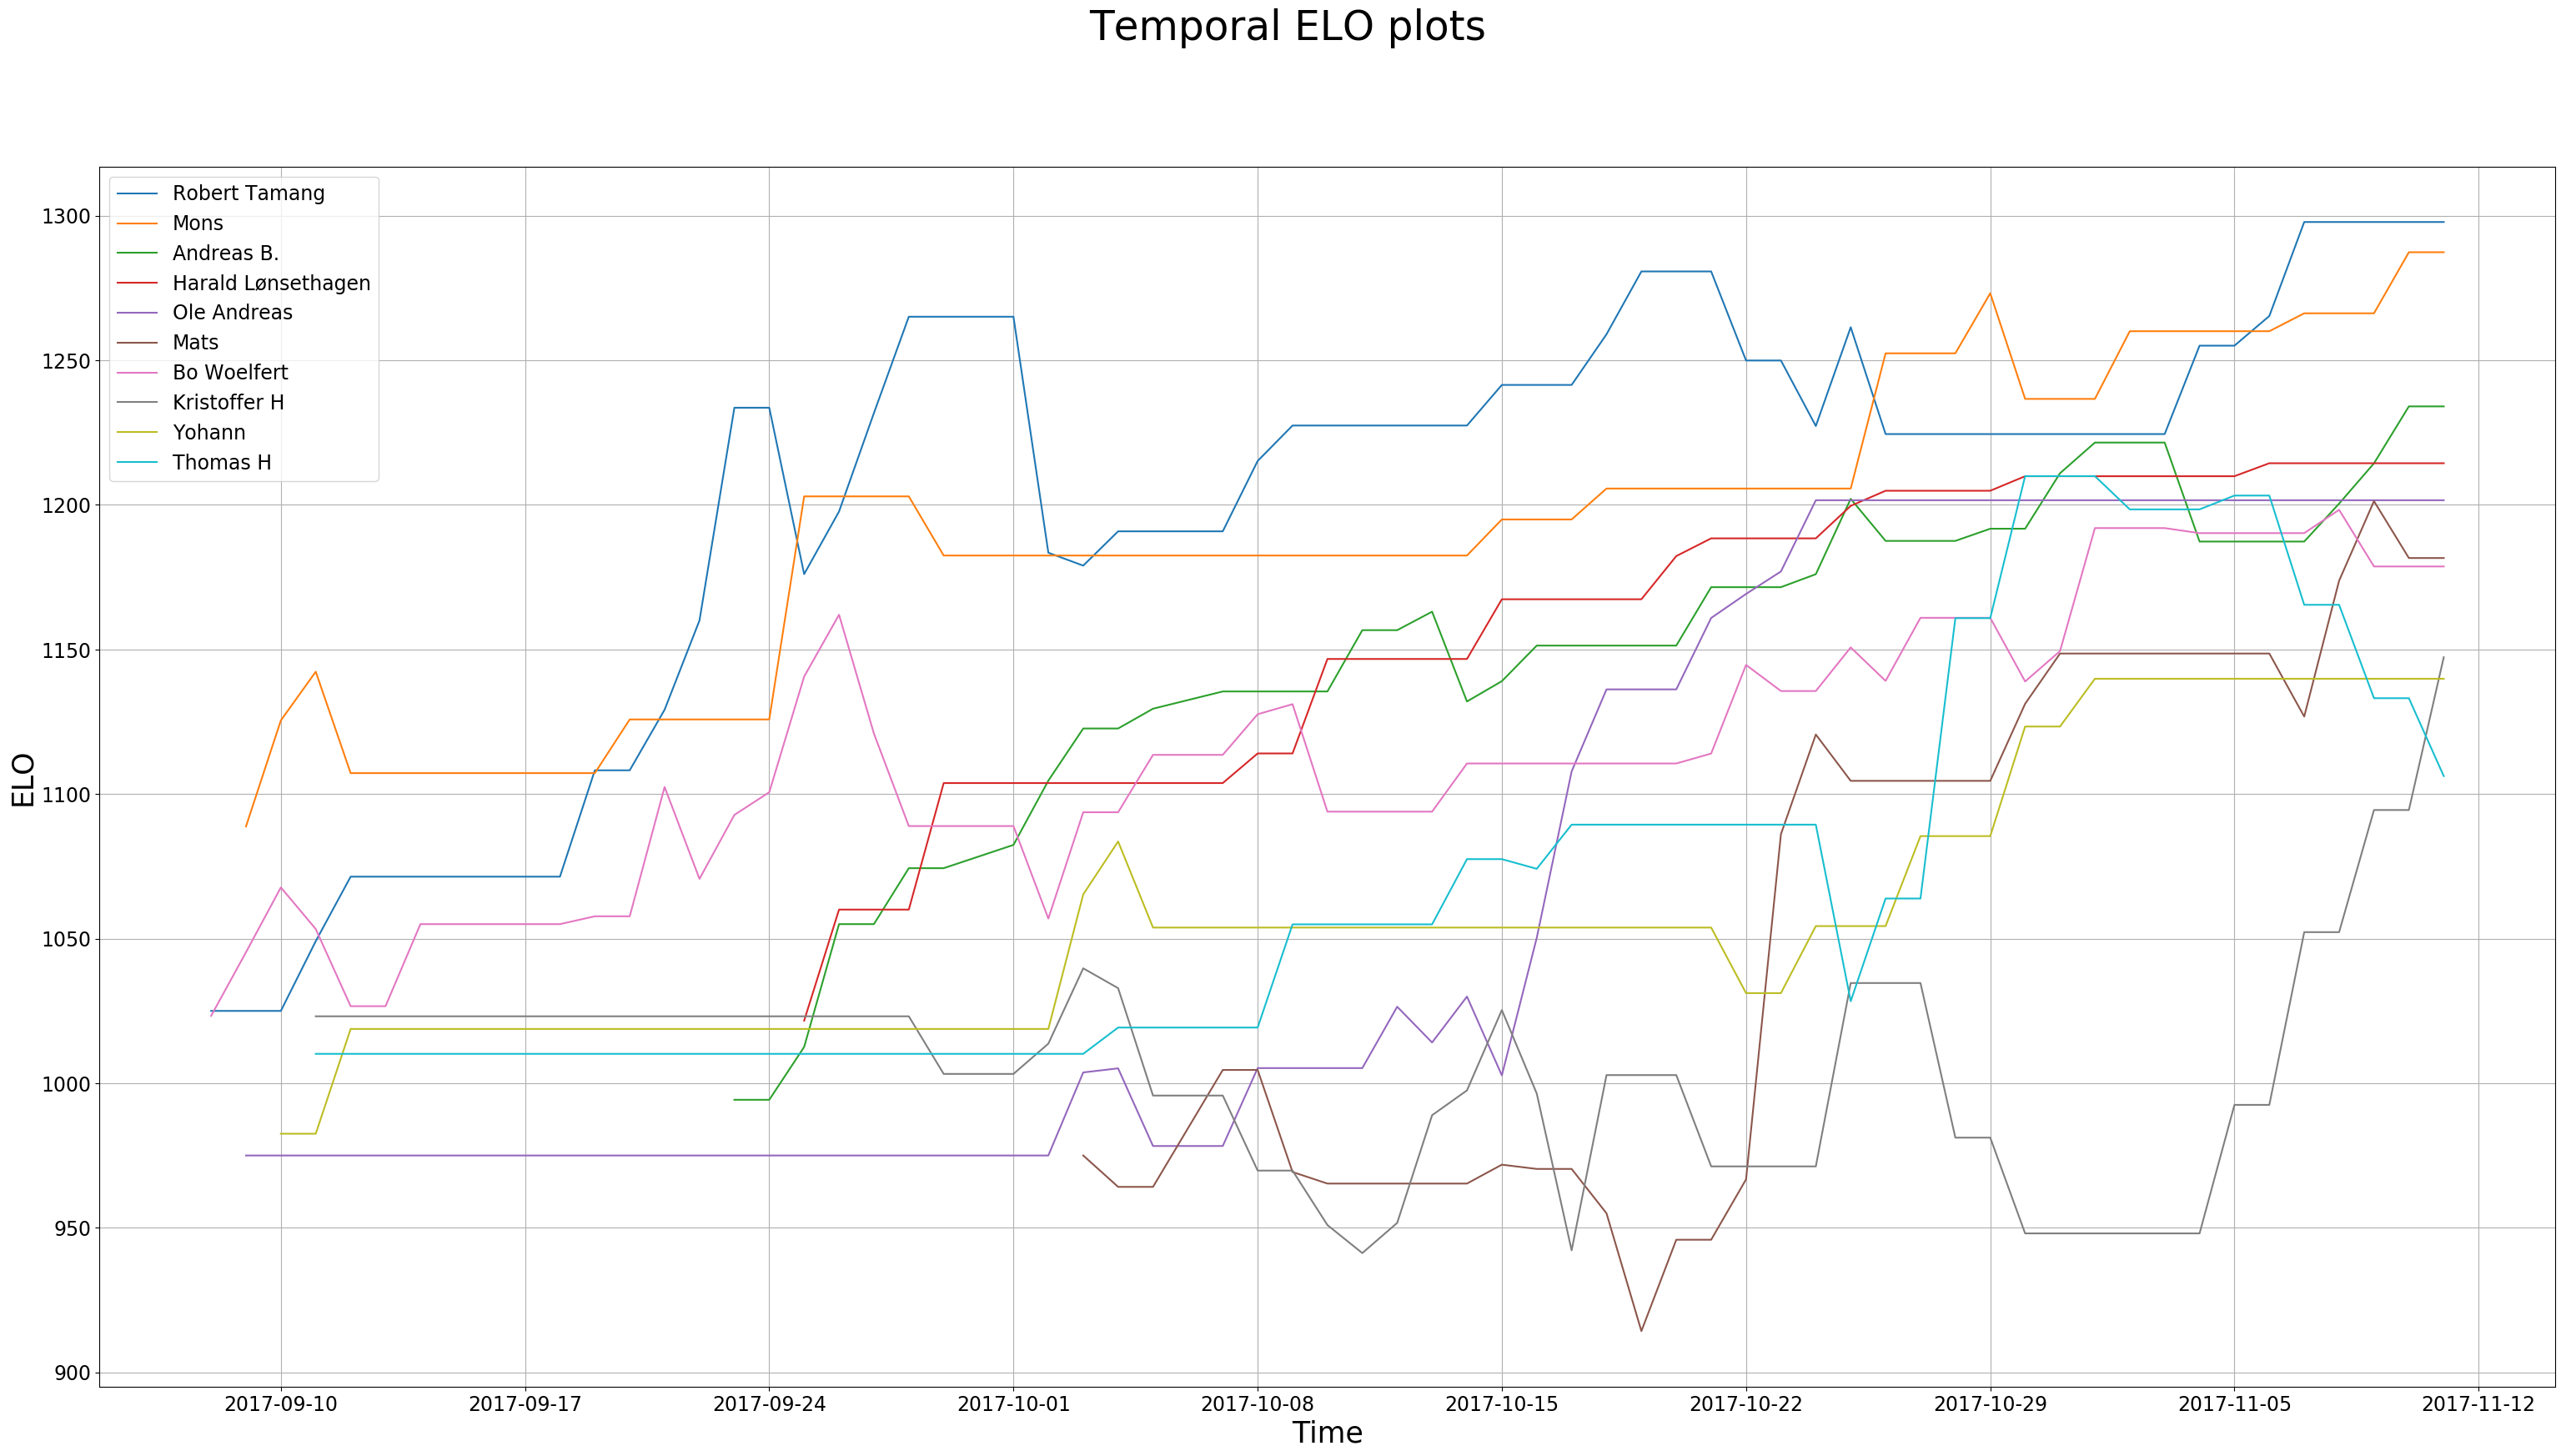 Temporal ELO plots
Robert Tamang
Mons
Andreas B.
Harald Lønsethagen
Ole Andreas
Mats
Bo Woelfert
Kristoffer H
Yohann
Thomas H
1300
1250
1200
1150
1100
1050
1000
950
900
ELO
2017-09-10 2017-09-17 2017-09-24 2017-10-01 2017-10-08 2017-10-15 2017-10-22 2017-10-29 2017-11-05 2017-11-12
Time